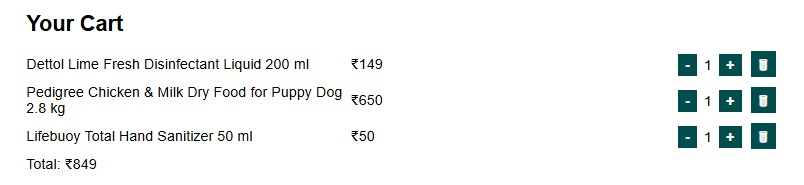 Your Cart
Dettol Lime Fresh Disinfectant Liquid 200 ml ₹149 - 1 +
Pedigree Chicken & Milk Dry Food for Puppy Dog
2.8 kg ₹650 - 1 +
Lifebuoy Total Hand Sanitizer 50 ml ₹50 - 1 +
Total: ₹849